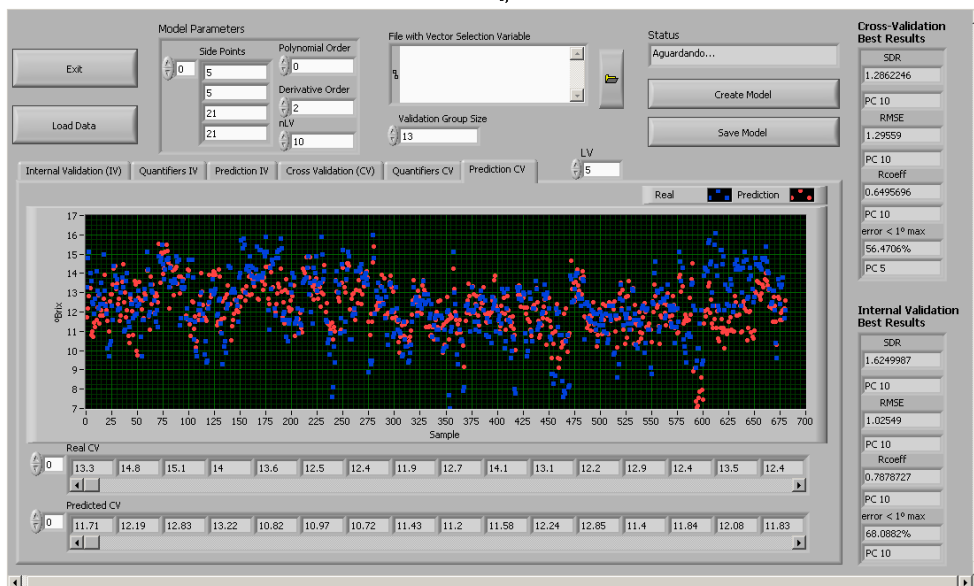 Exit
Load Data
Model Parameters
Side Points
0
5
5
21
21
Polynomial Order
0
Derivative Order
2
nLV
10
File with Vector Selection Variable
Validation Group Size
13
Status
Aguardando...
Create Model
Save Model
LV
5
Internal Validation (IV) Quantifiers IV Prediction IV Cross Validation (CV) Quantifiers CV Prediction CV
Real Prediction
17
16
15
14
13
12
11
10
9
8
7
ºBrix
0 25 50 75 100 125 150 175 200 225 250 275 300 325 350 375 400 425 450 475 500 525 550 575 600 625 650 675 700
Sample
Real CV
0 13.3 14.8 15.1 14 13.6 12.5 12.4 11.9 12.7 14.1 13.1 12.2 12.9 12.4 13.5 12.4
Predicted CV
0 11.71 12.19 12.83 13.22 10.82 10.97 10.72 11.43 11.2 11.58 12.24 12.85 11.4 11.84 12.08 11.83
Cross-Validation
Best Results
SDR
1.2862246
PC 10
RMSE
1.29559
PC 10
Rcoeff
0.6495696
PC 10
error < 1º max
56.4706%
PC 5
Internal Validation
Best Results
SDR
1.6249987
PC 10
RMSE
1.02549
PC 10
Rcoeff
0.7878727
PC 10
error < 1º max
68.0882%
PC 10